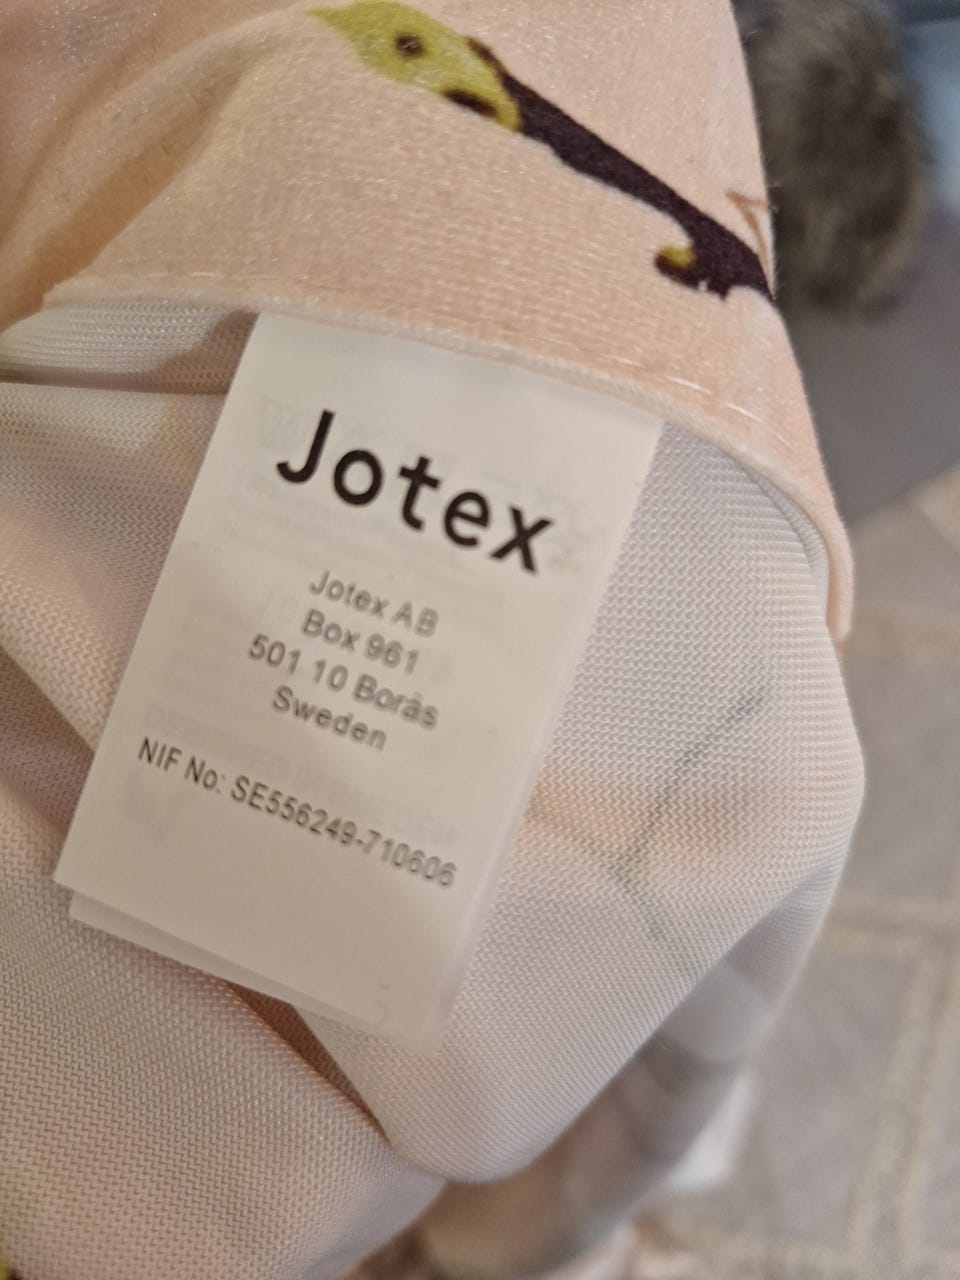 Jotex
Jotex AB
Box 961
501 10 Borås
Sweden
NIF No: SE556249-710606